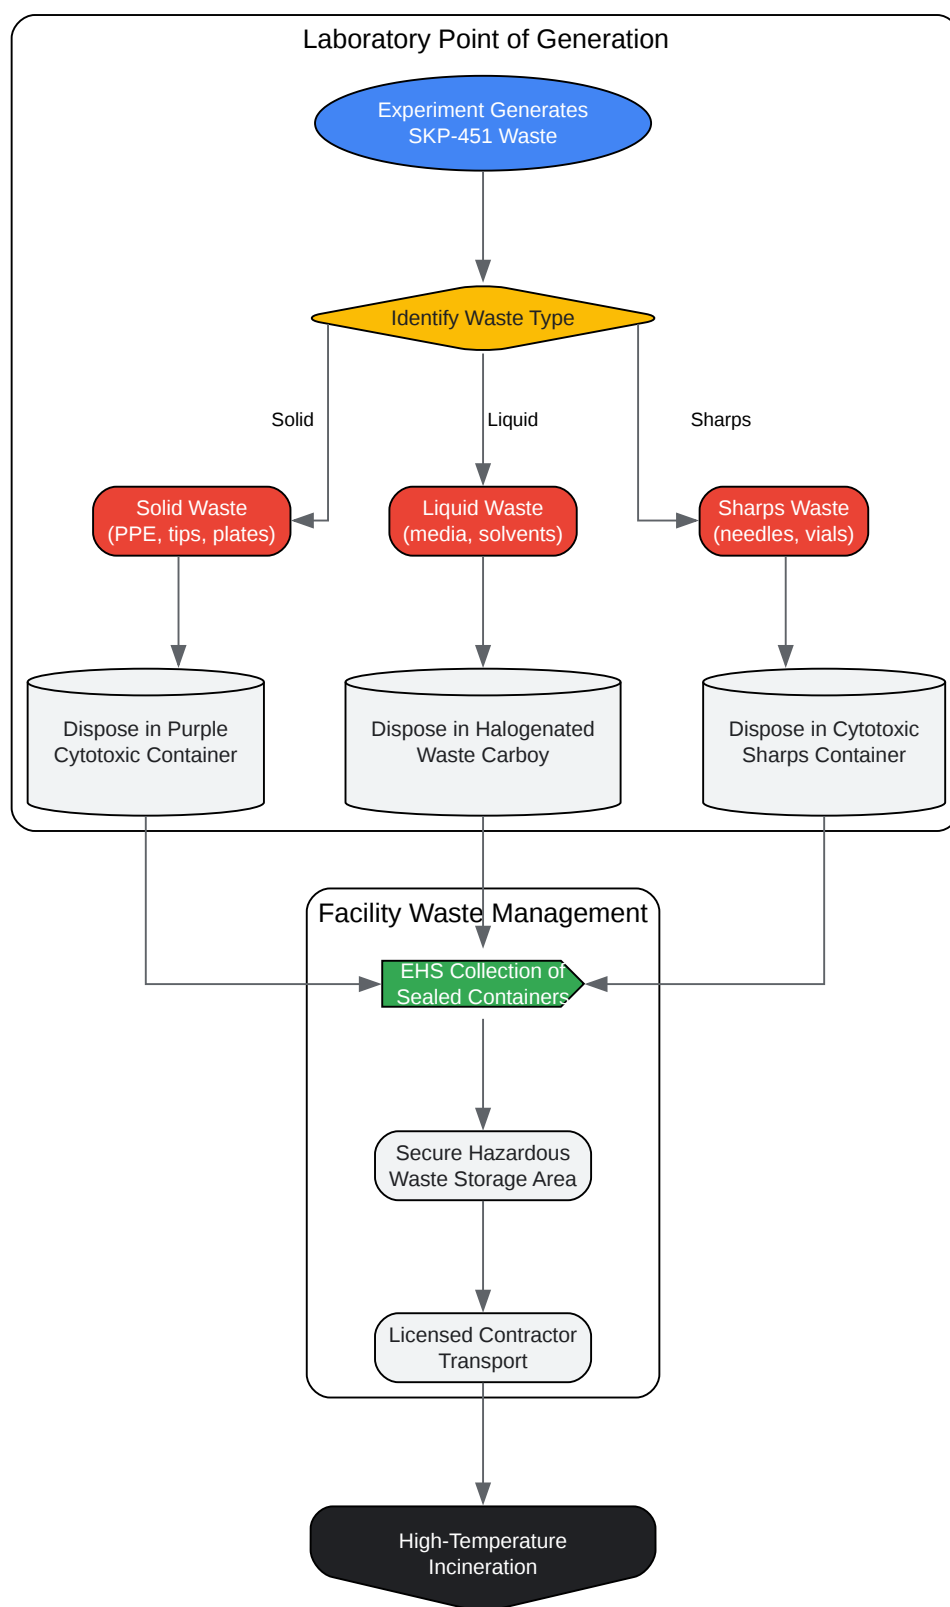 Laboratory Point of Generation
Experiment Generates
SKP-451 Waste
Identify Waste Type
Solid
Liquid
Sharps
Solid Waste
(PPE, tips, plates)
Liquid Waste
(media, solvents)
Sharps Waste
(needles, vials)
Dispose in Purple
Cytotoxic Container
Dispose in Halogenated
Waste Carboy
Dispose in Cytotoxic
Sharps Container
Facility Waste Management
EHS Collection of
Sealed Containers
Secure Hazardous
Waste Storage Area
Licensed Contractor
Transport
High-Temperature
Incineration